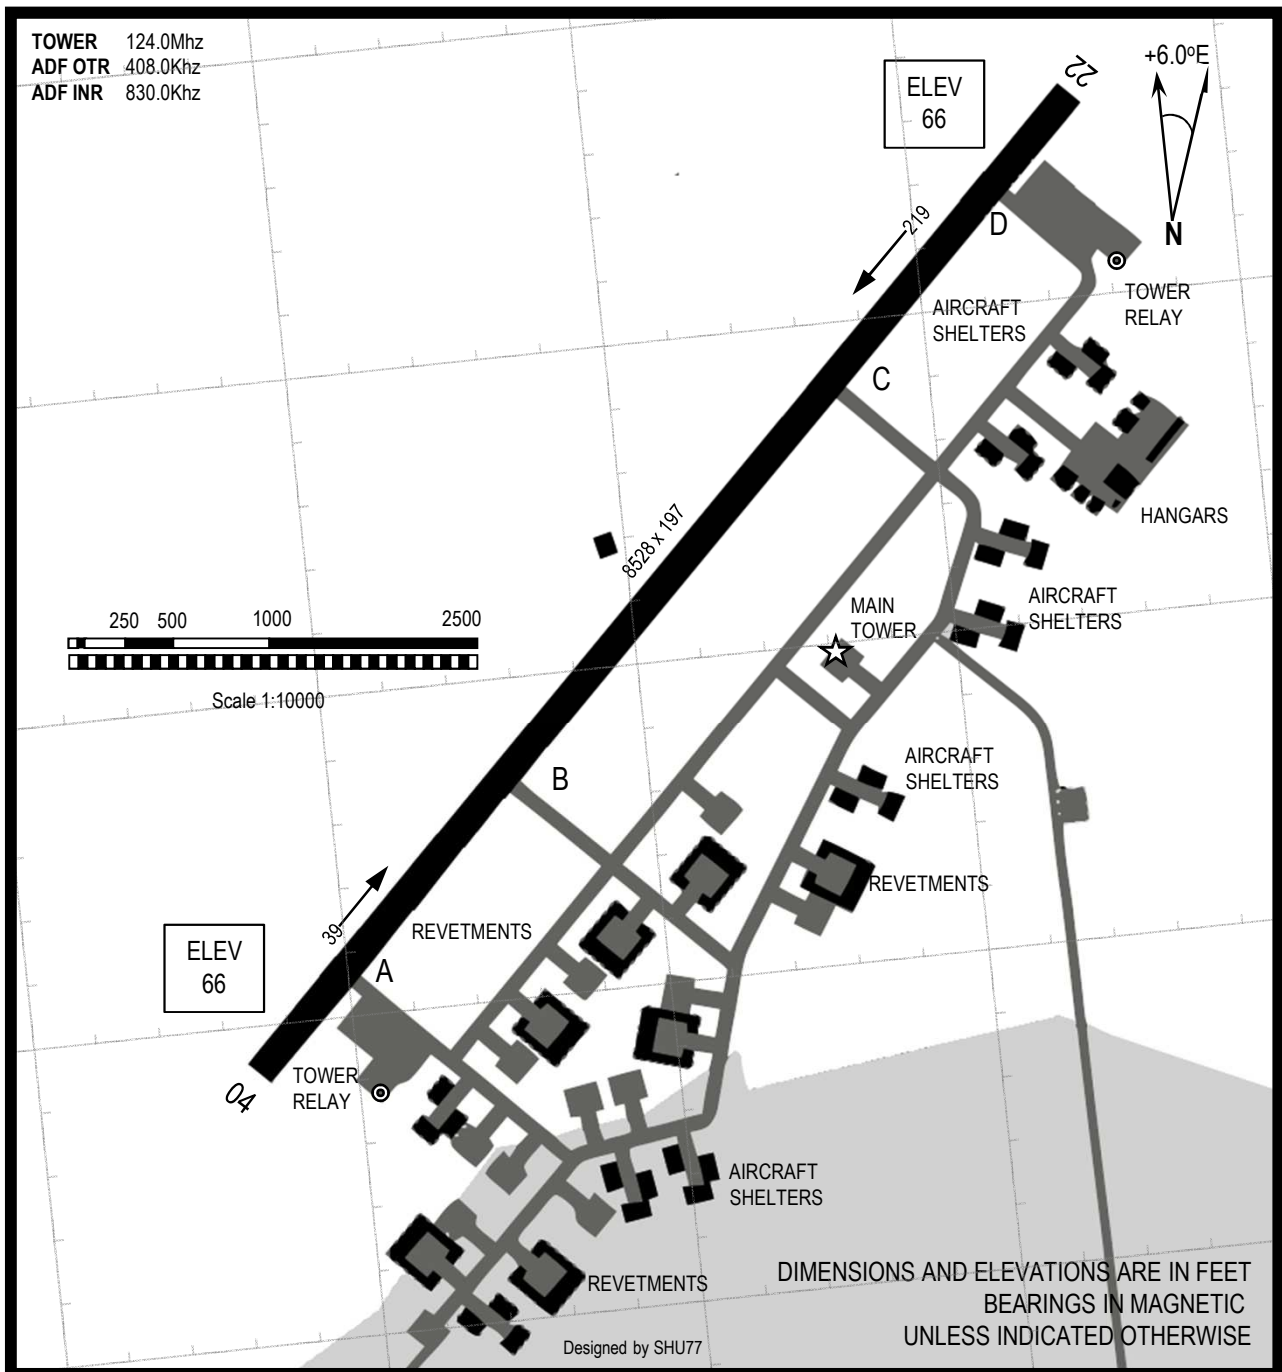 TOWER 124.0Mhz
ADF OTR 408.0Khz
ADF INR 830.0Khz
ELEV
66
22
+6.0ºE
N
219
D
TOWER
RELAY
AIRCRAFT
SHELTERS
C
HANGARS
8528 x 197
AIRCRAFT
SHELTERS
MAIN
TOWER
250 500 1000 2500
Scale 1:10000
B
AIRCRAFT
SHELTERS
REVETMENTS
39
REVETMENTS
ELEV
66
A
TOWER
RELAY
04
AIRCRAFT
SHELTERS
REVETMENTS
DIMENSIONS AND ELEVATIONS ARE IN FEET
BEARINGS IN MAGNETIC
UNLESS INDICATED OTHERWISE
Designed by SHU77